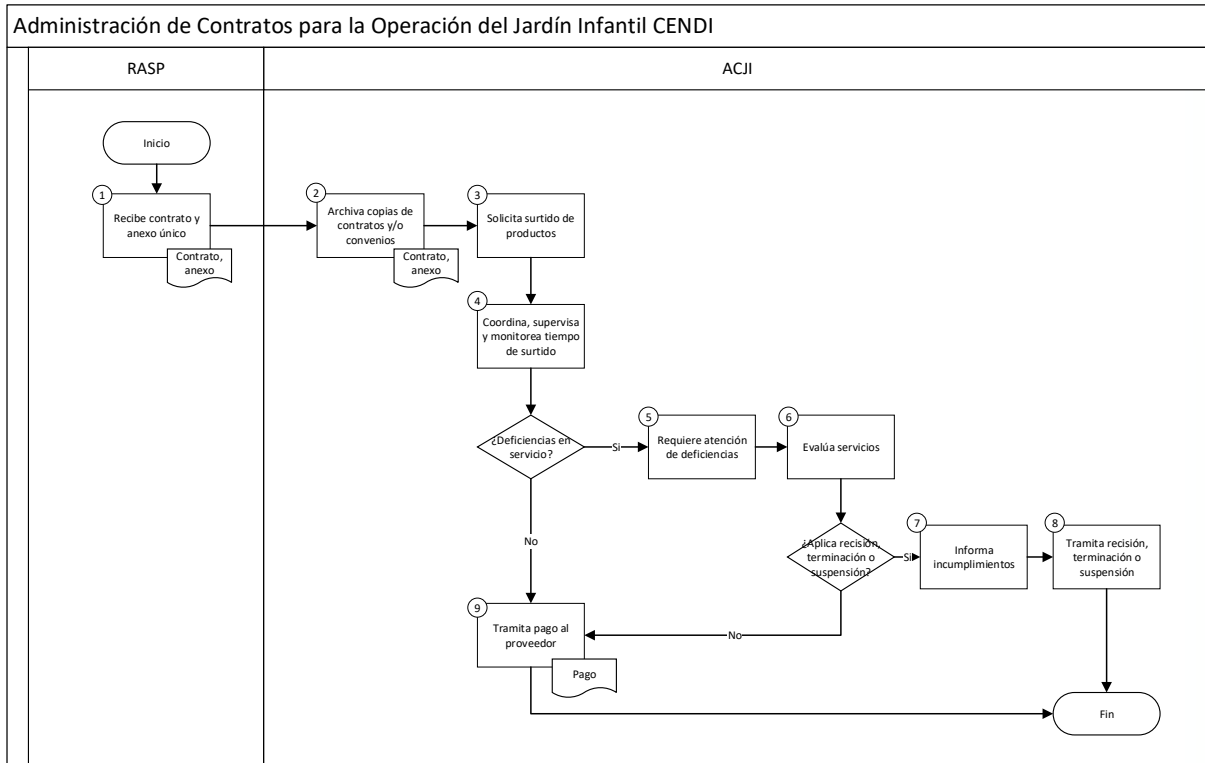 Administración de Contratos para la Operación del Jardín Infantil CENDI
RASP
ACJI
Inicio
1
Recibe contrato y
anexo único
Contrato,
anexo
2
Archiva copias de
contratos y/o
convenios
Contrato,
anexo
3
Solicita surtido de
productos
4
Coordina, supervisa
y monitorea tiempo
de surtido
¿Deficiencias en
servicio?
Si
5
Requiere atención
de deficiencias
6
Evalúa servicios
No
¿Aplica recisión,
terminación o
suspensión?
Si
7
Informa
incumplimientos
8
Tramita recisión,
terminación o
suspensión
9
Tramita pago al
proveedor
No
Pago
Fin